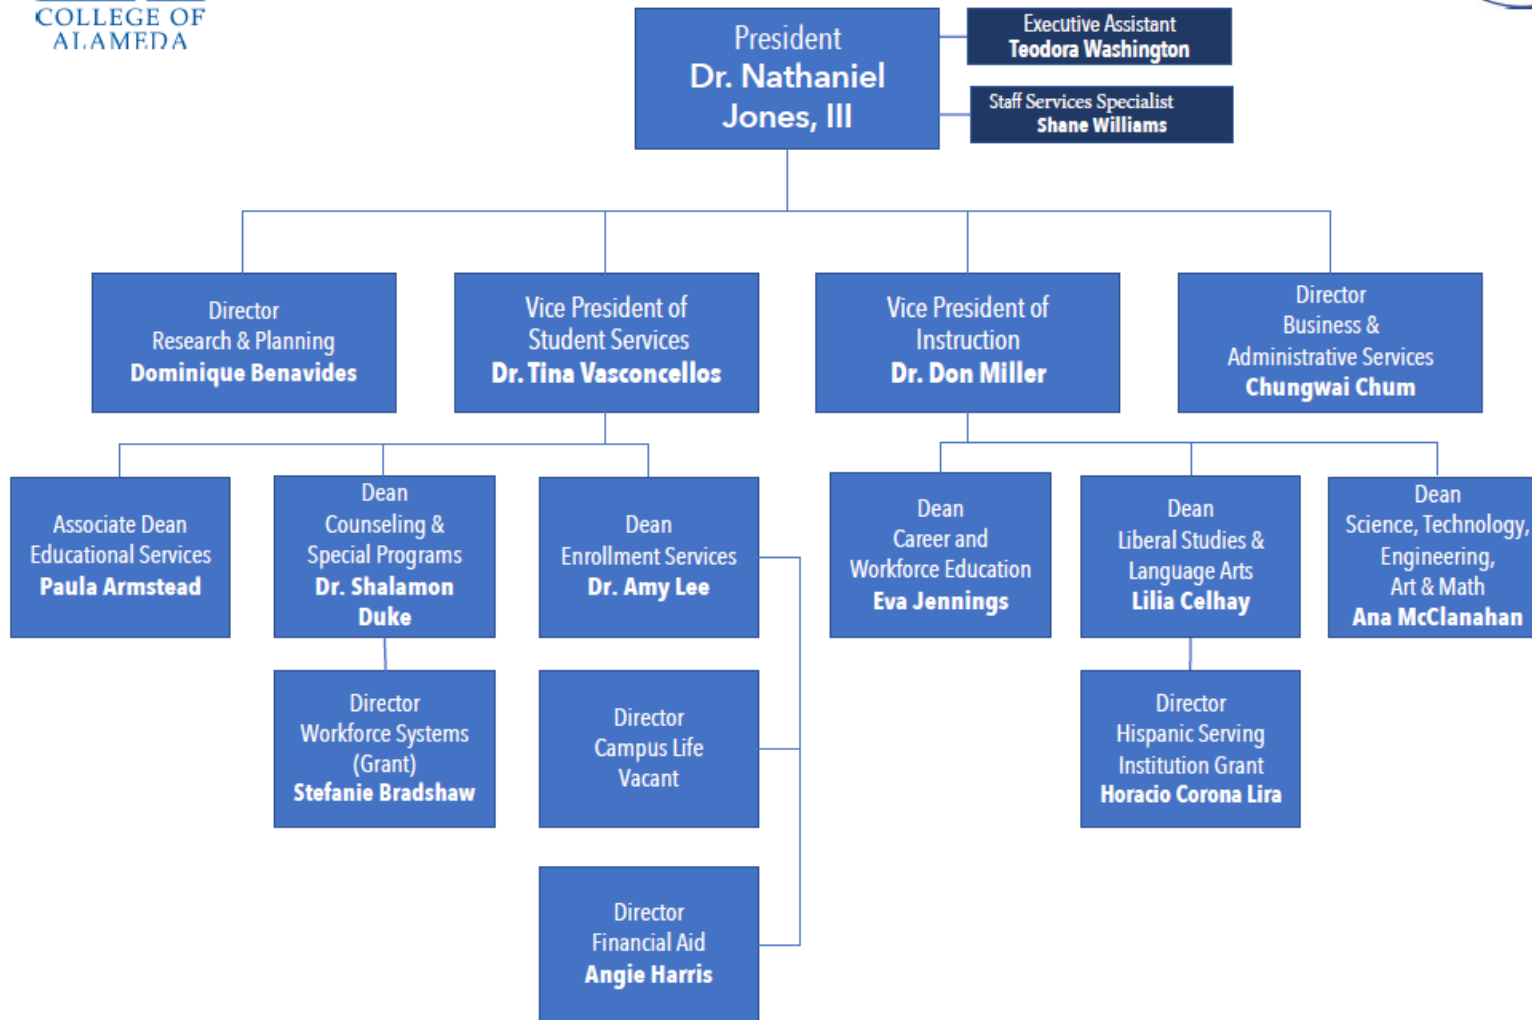 COLLEGE OF
ALAMEDA
President
Dr. Nathaniel
Jones, III
Executive Assistant
Teodora Washington
Staff Services Specialist
Shane Williams
Director
Research & Planning
Dominique Benavides
Vice President of
Student Services
Dr. Tina Vasconcellos
Vice President of
Instruction
Dr. Don Miller
Director
Business &
Administrative Services
Chungwai Chum
Associate Dean
Educational Services
Paula Armstead
Dean
Counseling &
Special Programs
Dr. Shalamon
Duke
Dean
Enrollment Services
Dr. Amy Lee
Dean
Career and
Workforce Education
Eva Jennings
Dean
Liberal Studies &
Language Arts
Lilia Celhay
Dean
Science, Technology,
Engineering,
Art & Math
Ana McClanahan
Director
Workforce Systems
(Grant)
Stefanie Bradshaw
Director
Campus Life
Vacant
Director
Hispanic Serving
Institution Grant
Horacio Corona Lira
Director
Financial Aid
Angie Harris